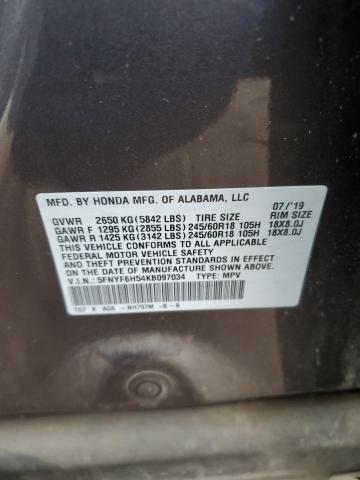 MFD. BY HONDA MFG. OF ALABAMA, LLC 07/'19
GVWR 2650 KG (5842 LBS) TIRE SIZE RIM SIZE
GAWR F 1295 KG (2855 LBS) 245/60R18 105H 18X8.0J
GAWR R 1425 KG (3142 LBS) 245/60R18 105H 18X8.0J
THIS VEHICLE CONFORMS TO ALL APPLICABLE
FEDERAL MOTOR VEHICLE SAFETY
STANDARDS IN EFFECT ON THE DATE OF
MANUFACTURE SHOWN ABOVE.
V.I.N.: 5FNYF6H54KB097034 TYPE: MPV
TG7 X NH797M